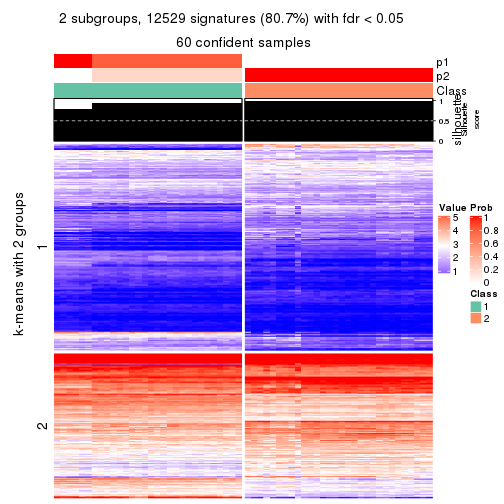 2 subgroups, 12529 signatures (80.7%) with fdr < 0.05
60 confident samples
p1
p2
Class
1
0.5
0
silhouette
Silhouette
score
k-means with 2 groups
1
2
Value
5
4
3
2
1
Prob
1
0.8
0.6
0.4
0.2
0
Class
1
2